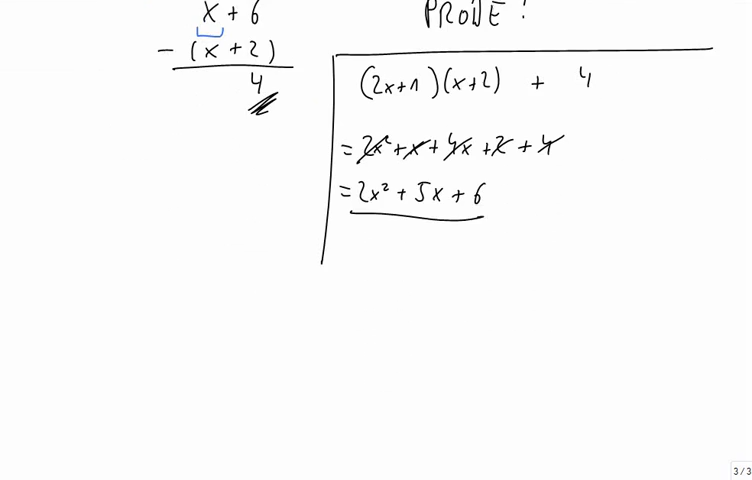 x + 6
- (x + 2)
4
PROBE!
(2x+1)(x+2) + 4
= 2x² + x + 4x + 2 + 4
= 2x² + 5x + 6
3 / 3